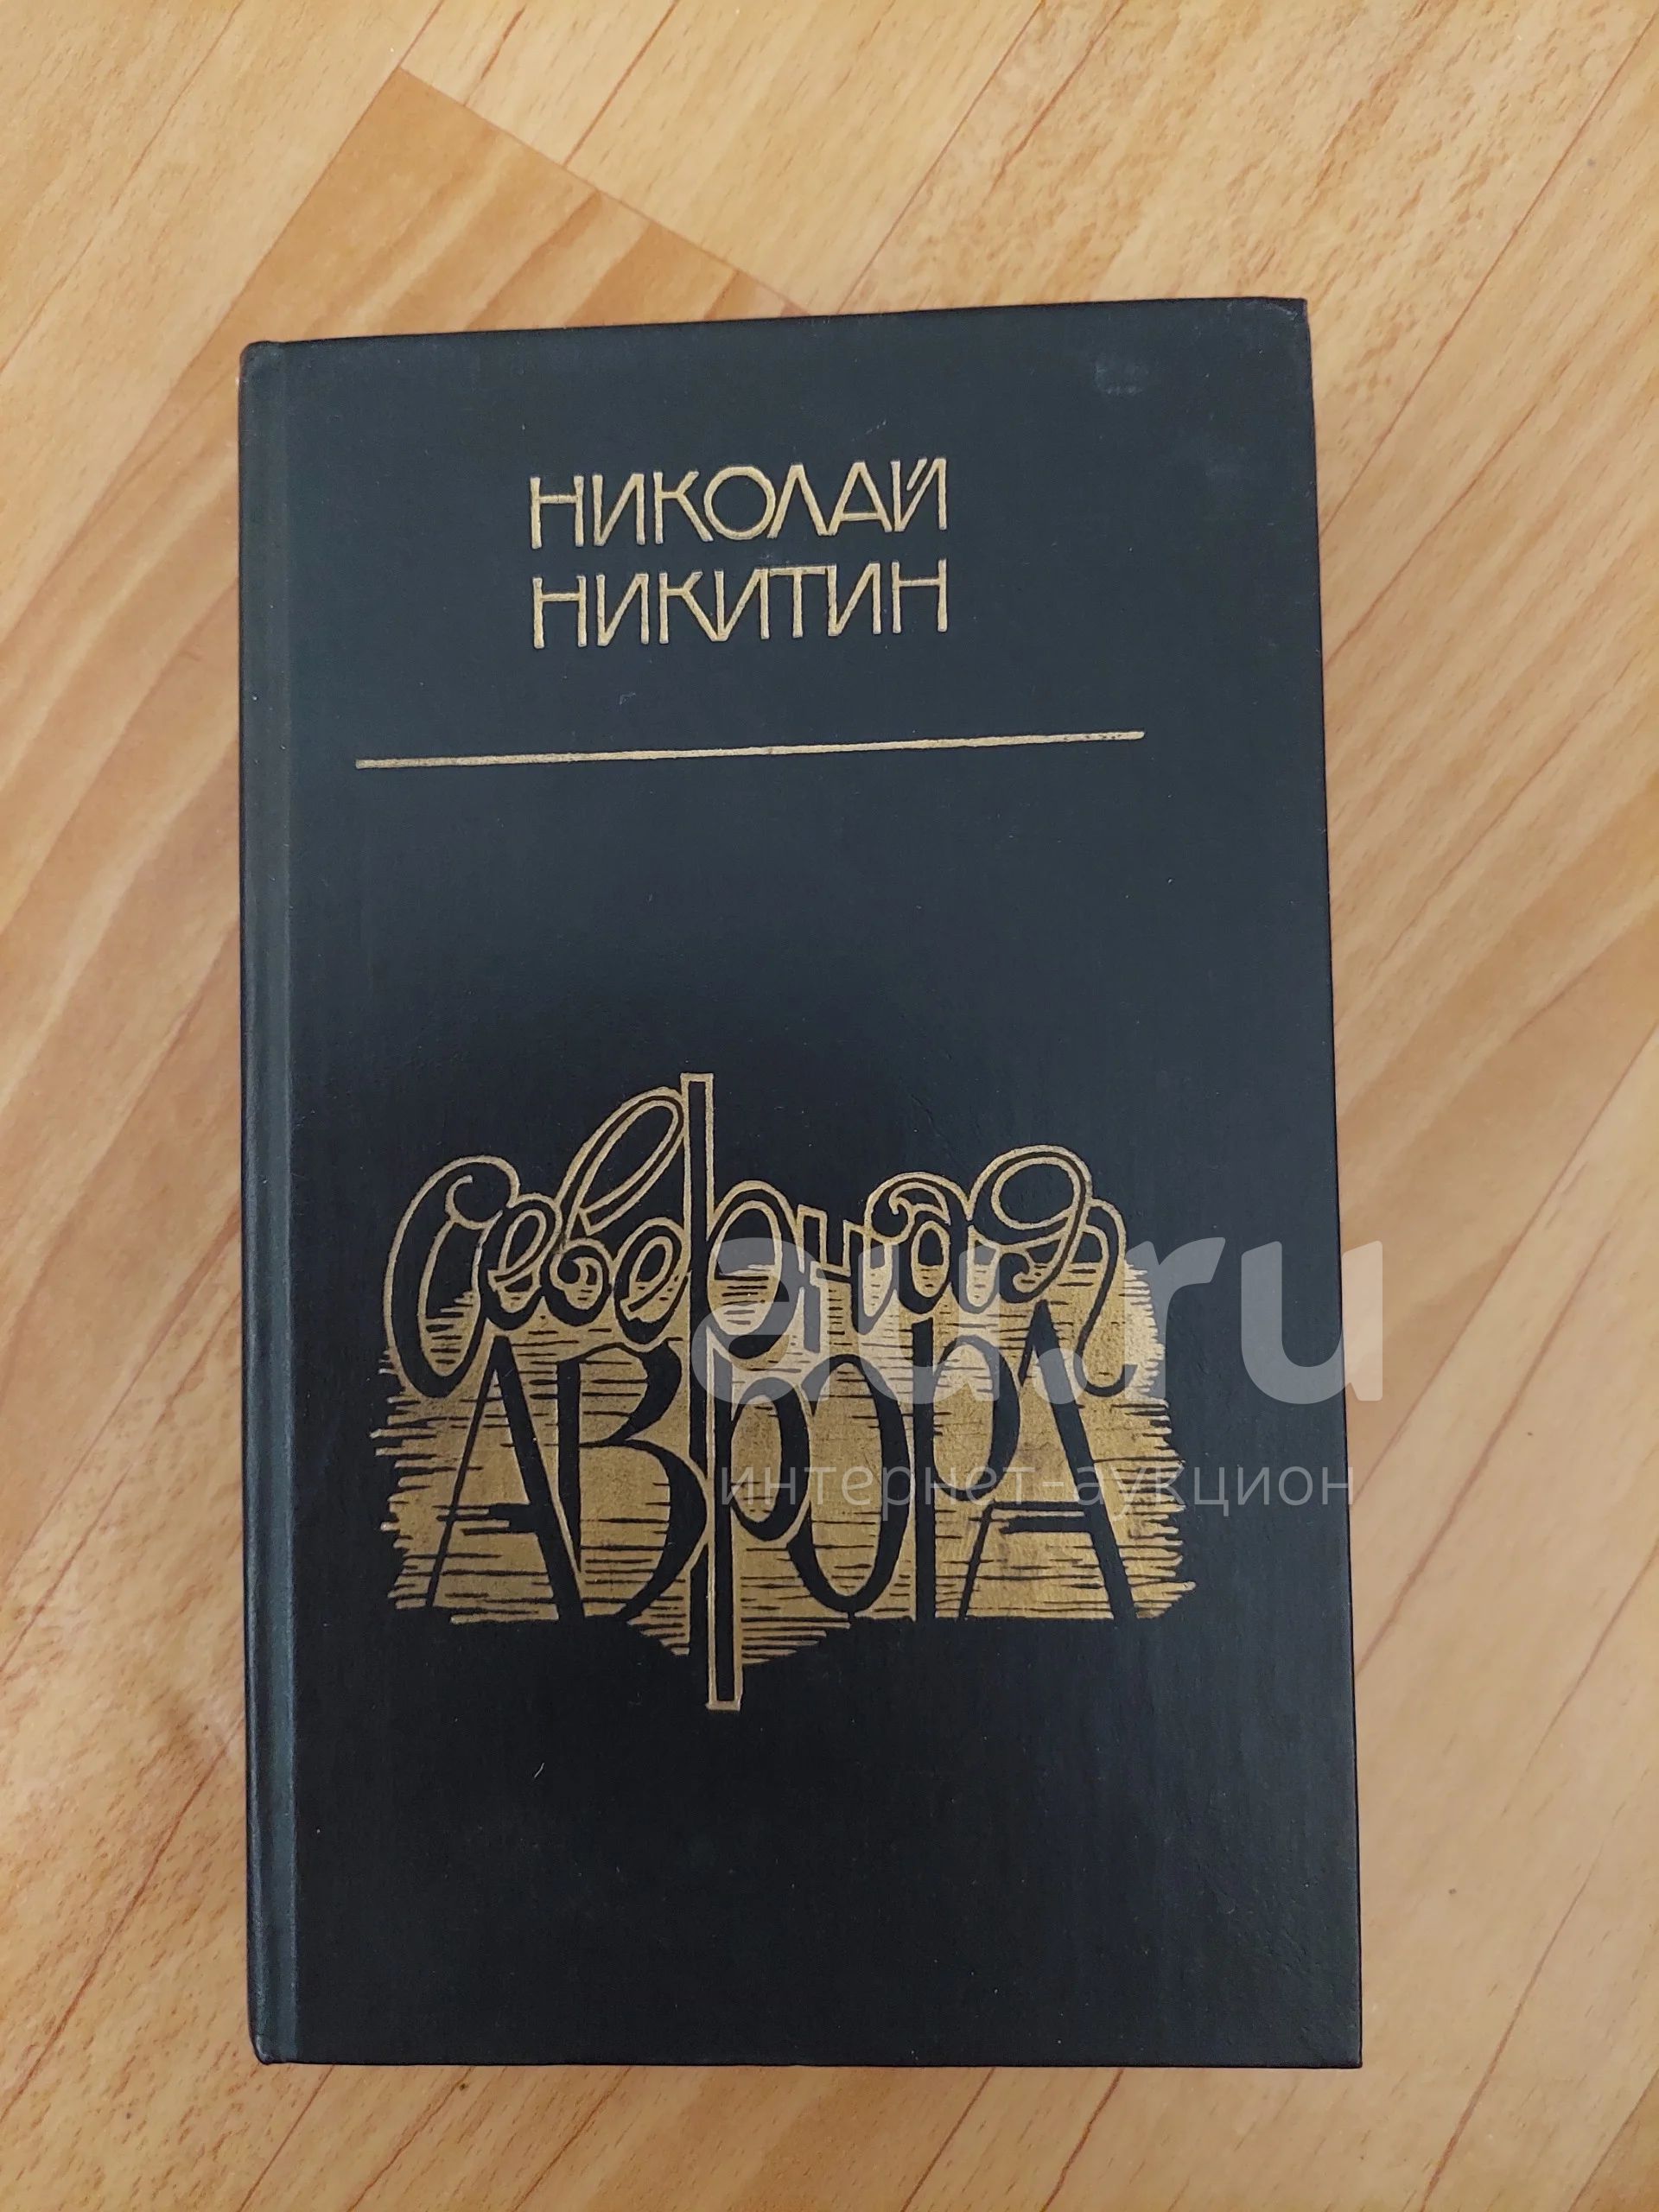 НИКОЛАЙ
НИКИТИН
Северная
АВРОРА
au.ru
интернет-аукцион